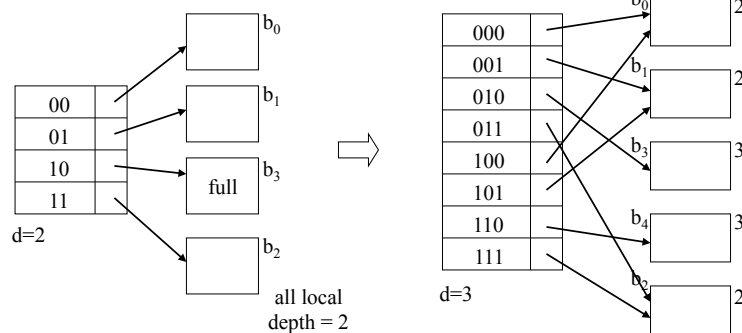 b0
00
b1
01
10
full
b3
11
d=2
b2
all local
depth = 2
000
b0
2
001
010
b1
2
011
100
b3
3
101
110
b4
3
111
b2
2
d=3